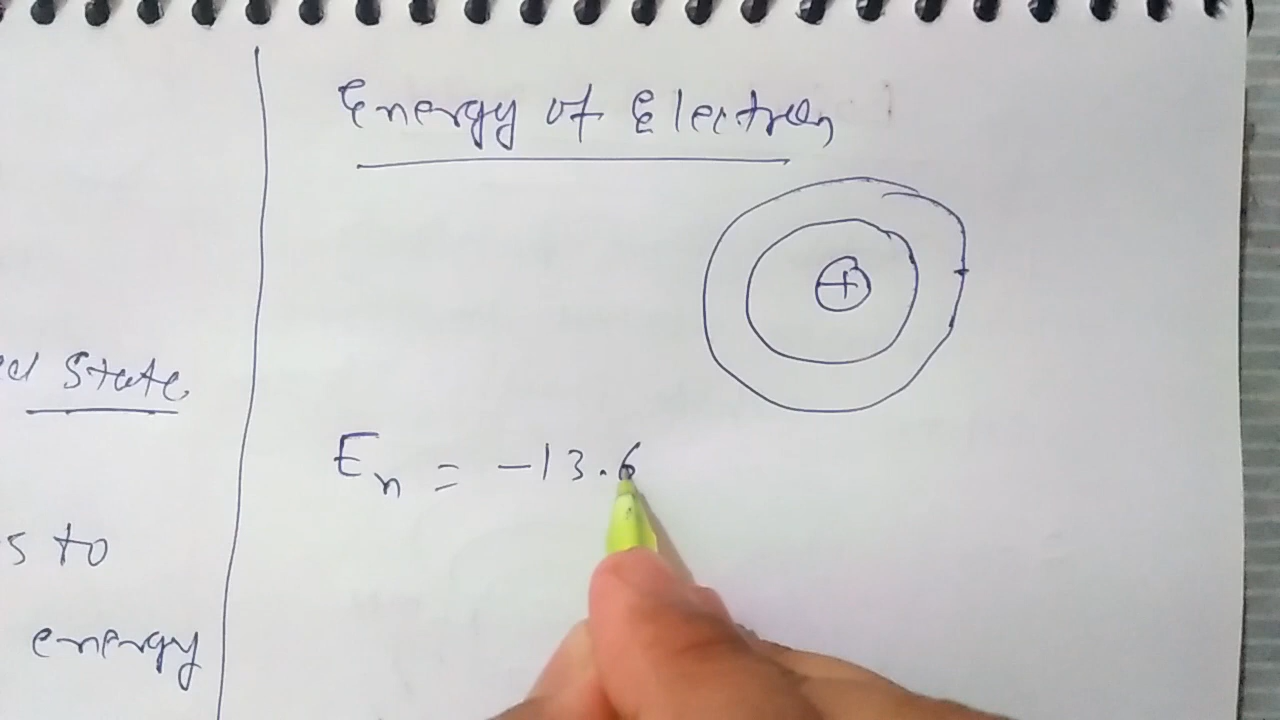 Energy of Electron
+
ed State
En = -13.6
s to
energy